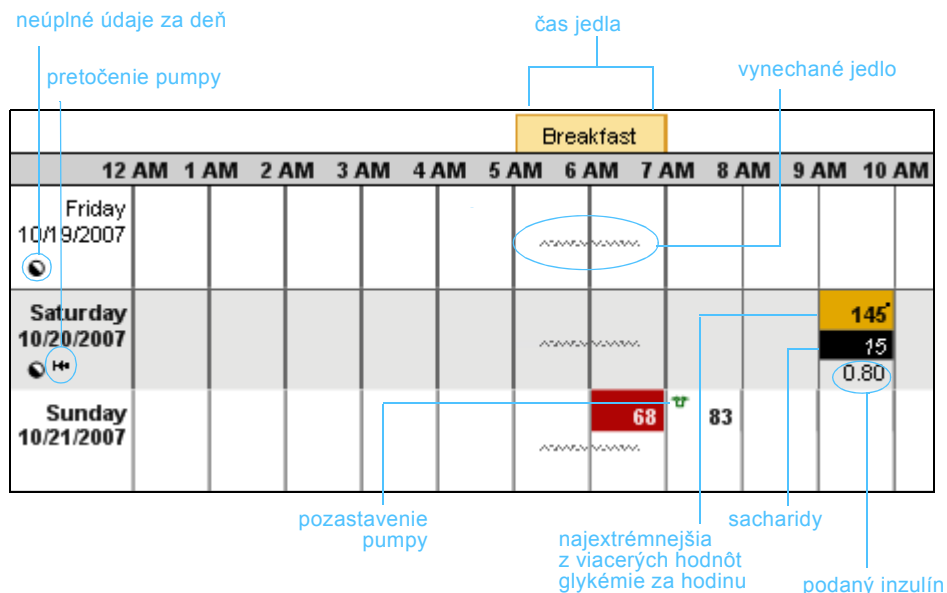 neúplné údaje za deň
čas jedla
pretočenie pumpy
vynechané jedlo
Breakfast
12 AM 1 AM 2 AM 3 AM 4 AM 5 AM 6 AM 7 AM 8 AM 9 AM 10 AM
Friday
10/19/2007
Saturday
10/20/2007
145
15
0.80
Sunday
10/21/2007
68
83
pozastavenie
pumpy
najextrémnejšia
z viacerých hodnôt
glykémie za hodinu
sacharidy
podaný inzulín